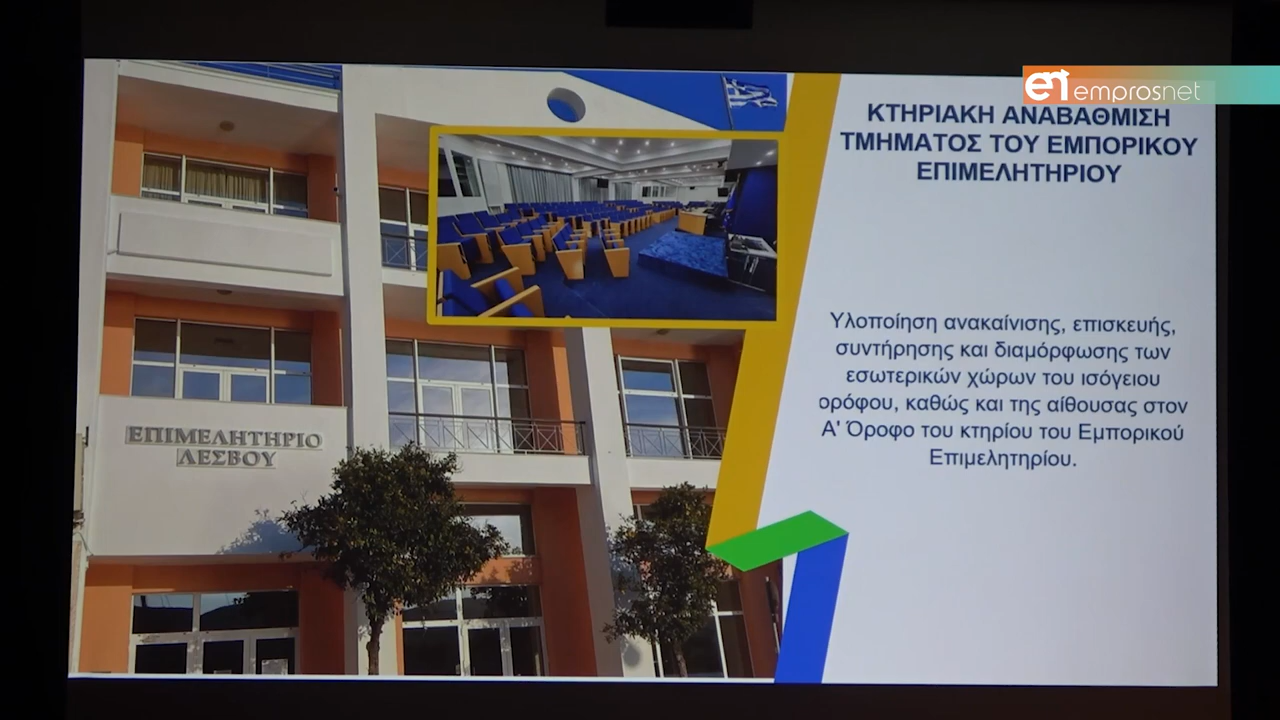 en emprosnet
ΚΤΗΡΙΑΚΗ ΑΝΑΒΑΘΜΙΣΗ
ΤΜΗΜΑΤΟΣ ΤΟΥ ΕΜΠΟΡΙΚΟΥ
ΕΠΙΜΕΛΗΤΗΡΙΟΥ
Υλοποίηση ανακαίνισης, επισκευής,
συντήρησης και διαμόρφωσης των
εσωτερικών χώρων του ισόγειου
ορόφου, καθώς και της αίθουσας στον
Α' Όροφο του κτηρίου του Εμπορικού
Επιμελητηρίου.
ΕΠΙΜΕΛΗΤΗΡΙΟ
ΛΕΣΒΟΥ